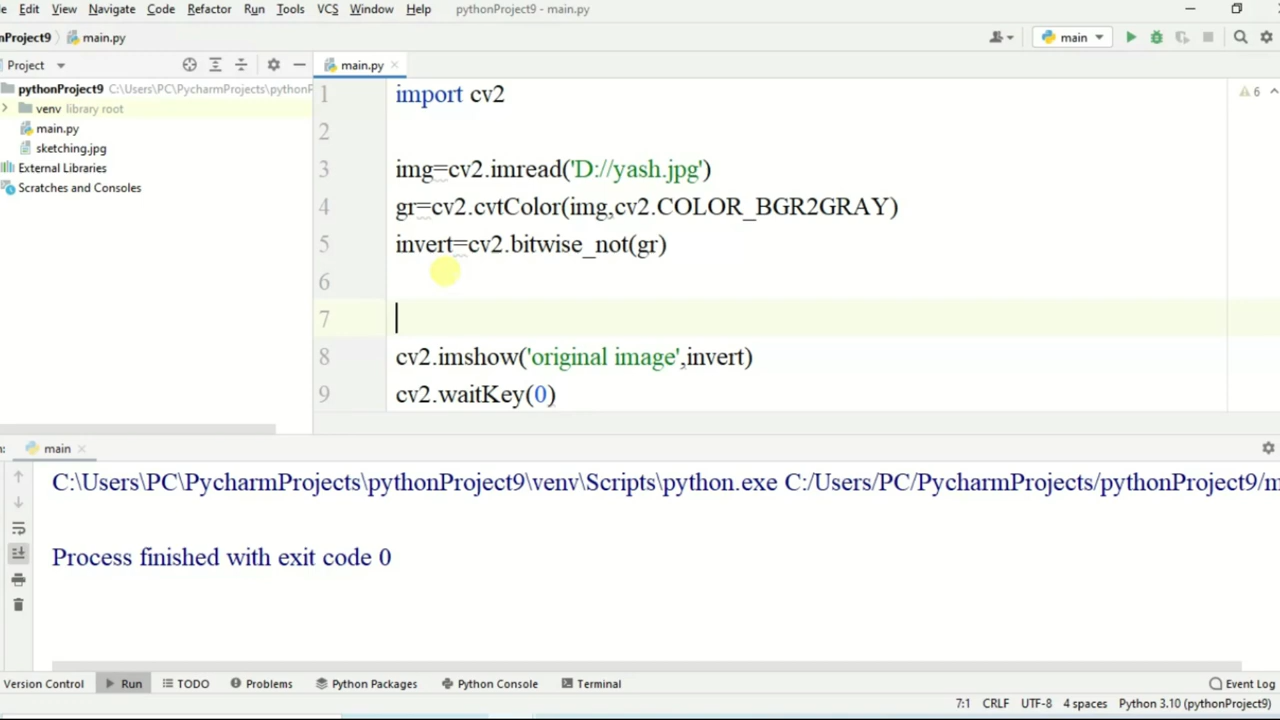 Edit View Navigate Code Refactor Run Tools VCS Window Help pythonProject9 - main.py
main.py main
Project main.py
pythonProject9 C:\Users\PC\PycharmProjects\pythonP
venv library root
main.py
sketching.jpg
External Libraries
Scratches and Consoles
6
1 import cv2
2
3 img=cv2.imread('D://yash.jpg')
4 gr=cv2.cvtColor(img,cv2.COLOR_BGR2GRAY)
5 invert=cv2.bitwise_not(gr)
6
7
8 cv2.imshow('original image',invert)
9 cv2.waitKey(0)
main
C:\Users\PC\PycharmProjects\pythonProject9\venv\Scripts\python.exe C:/Users/PC/PycharmProjects/pythonProject9/m
Process finished with exit code 0
Version Control Run TODO Problems Python Packages Python Console Terminal Event Log
7:1 CRLF UTF-8 4 spaces Python 3.10 (pythonProject9)